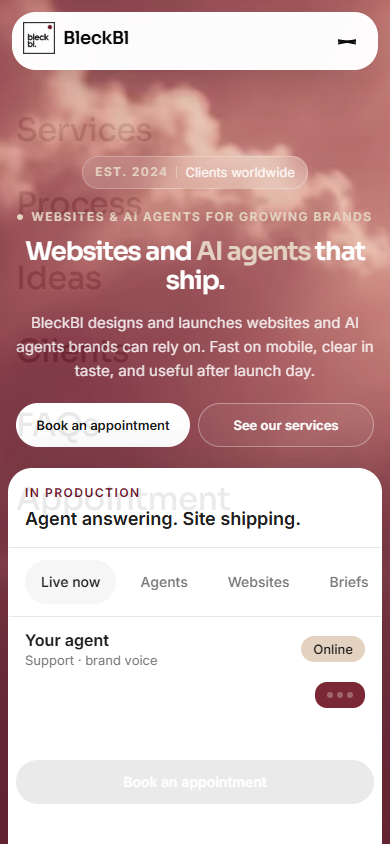 bleck
bl.
BleckBl
Services
EST. 2024 | Clients worldwide
Process
WEBSITES & AI AGENTS FOR GROWING BRANDS
Websites and AI agents that
ship.
Ideas
BleckBl designs and launches websites and AI
agents brands can rely on. Fast on mobile, clear in
taste, and useful after launch day.
Clients
Book an appointment
See our services
FAQs
IN PRODUCTION
Appointment
Agent answering. Site shipping.
Live now
Agents
Websites
Briefs
Your agent
Support · brand voice
Online
Book an appointment